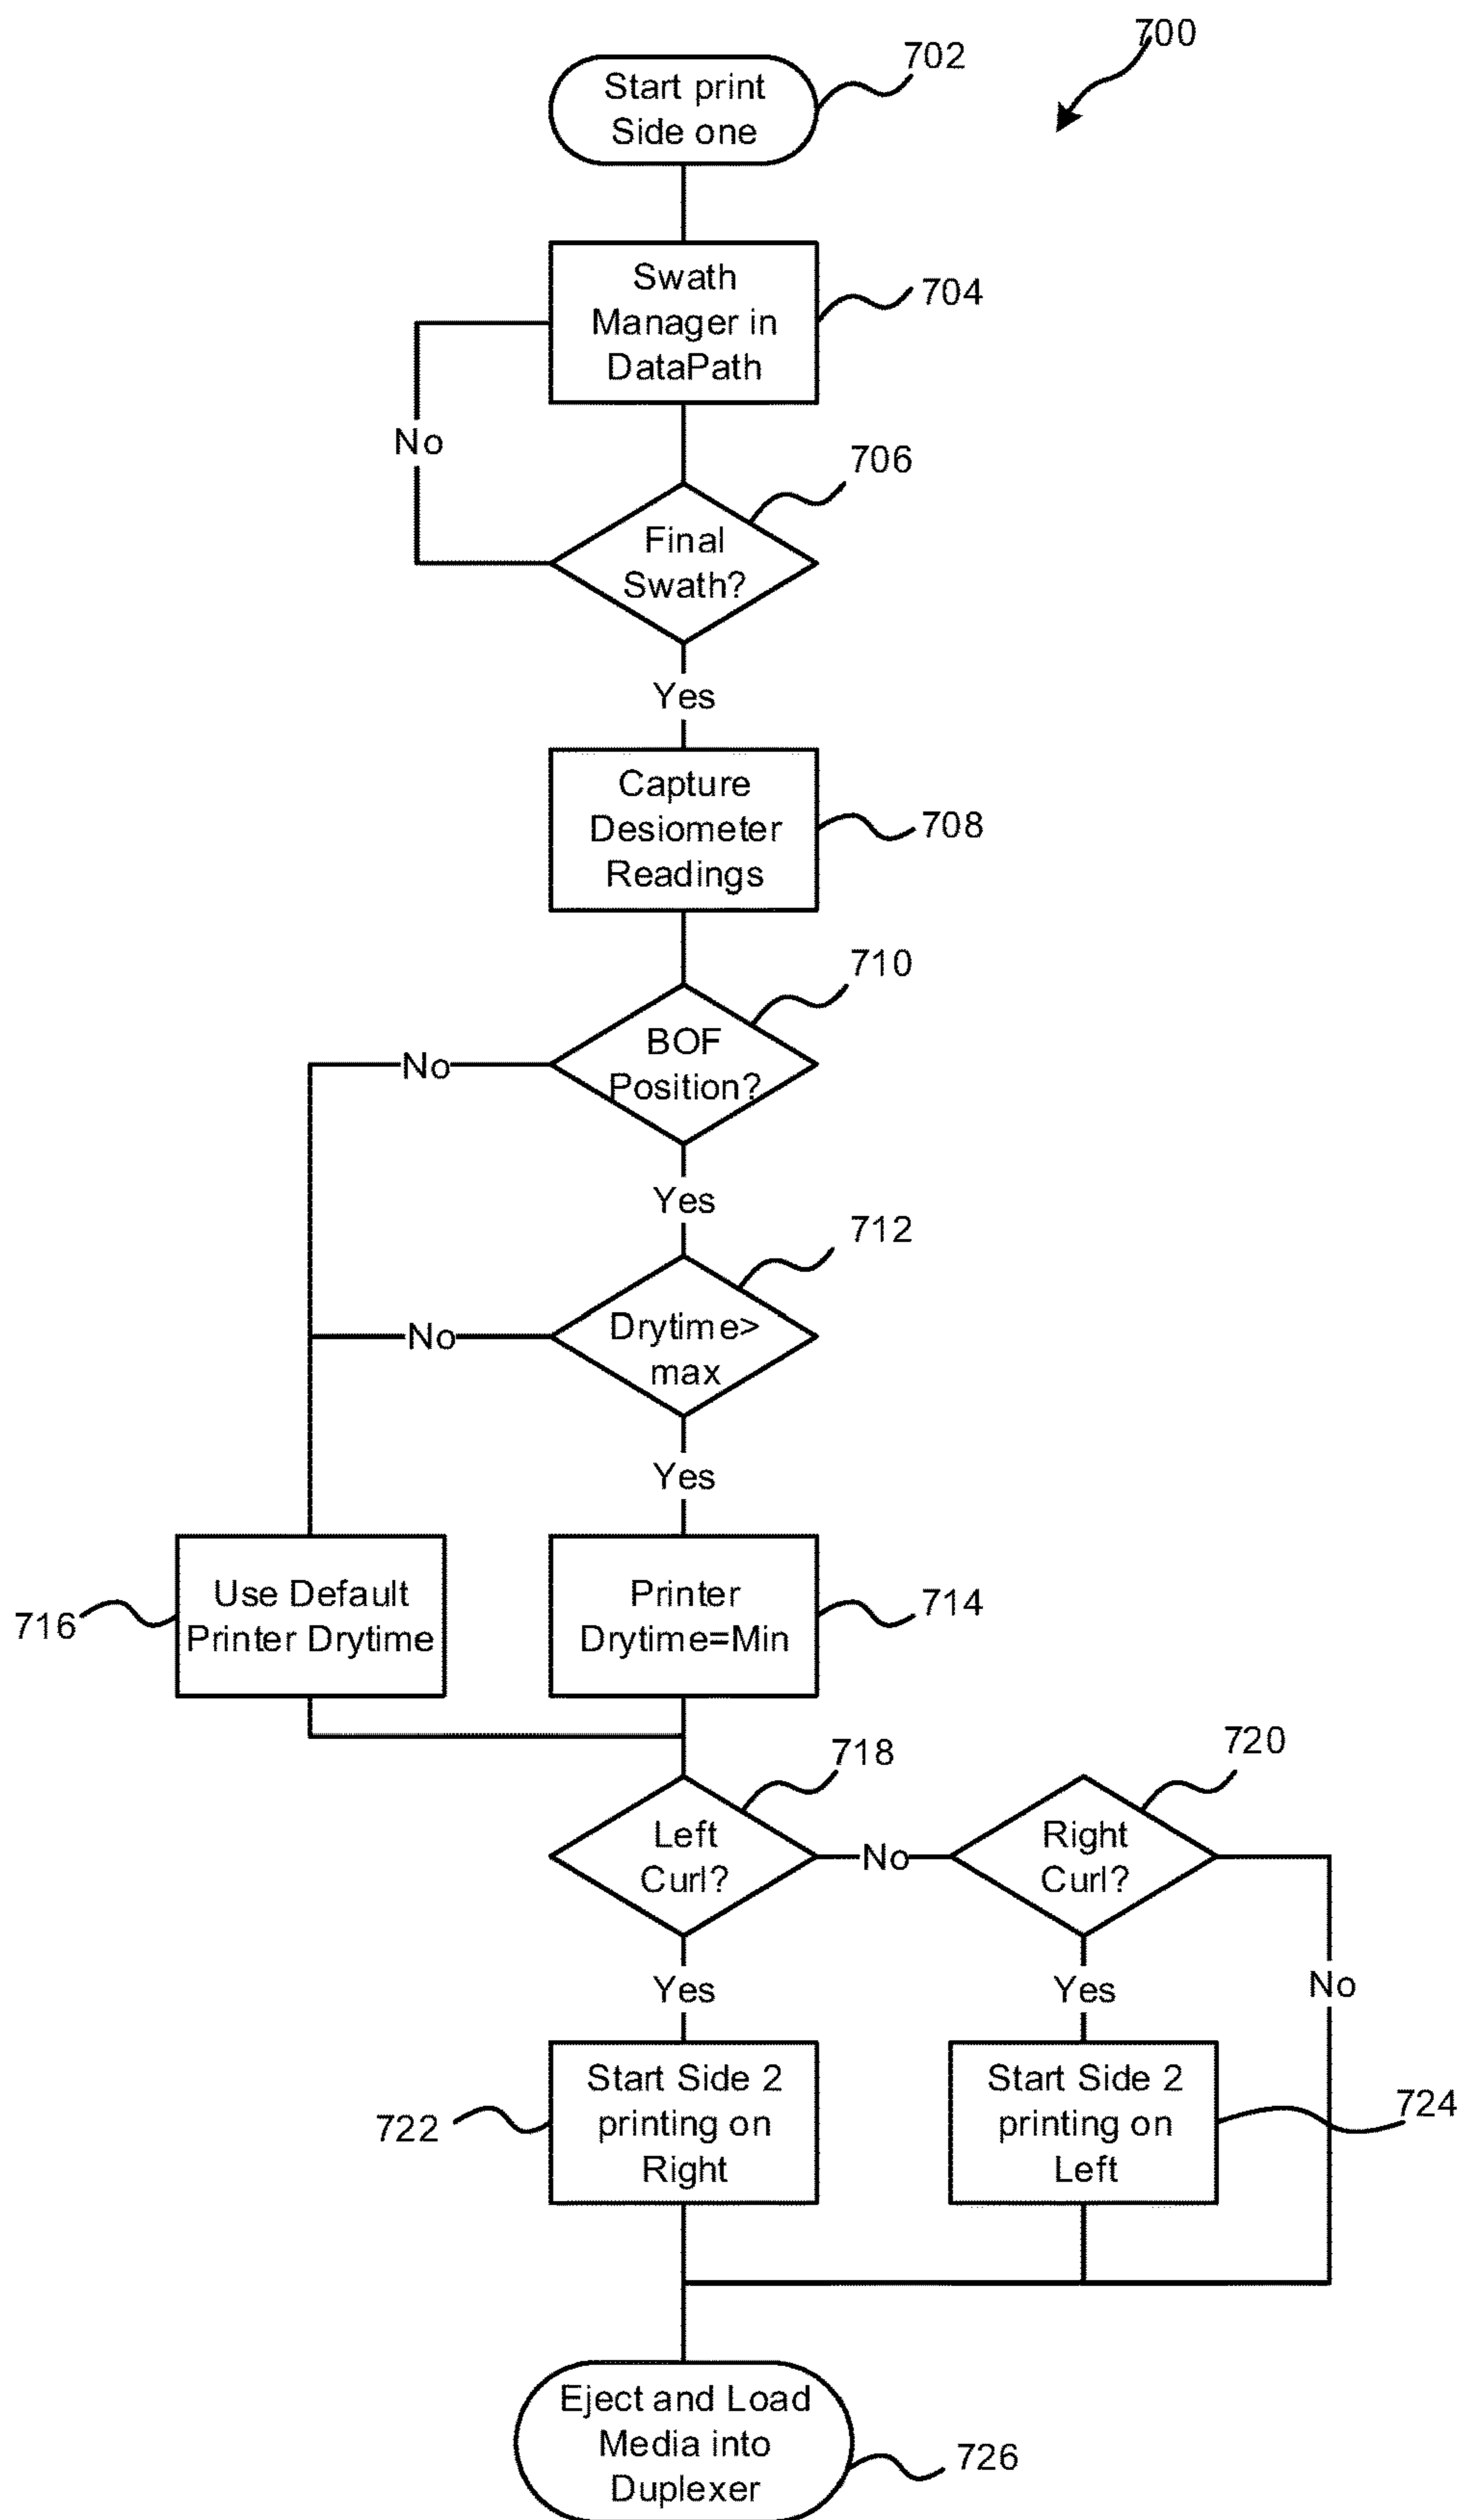 700
Start print
Side one
702
Swath
Manager in
DataPath
704
No
706
Final
Swath?
Yes
Capture
Desiometer
Readings
708
710
BOF
Position?
No
Yes
712
Drytime>
max
No
Yes
716
Use Default
Printer Drytime
Printer
Drytime=Min
714
718
Left
Curl?
No
720
Right
Curl?
Yes
Yes
No
722
Start Side 2
printing on
Right
Start Side 2
printing on
Left
724
Eject and Load
Media into
Duplexer
726